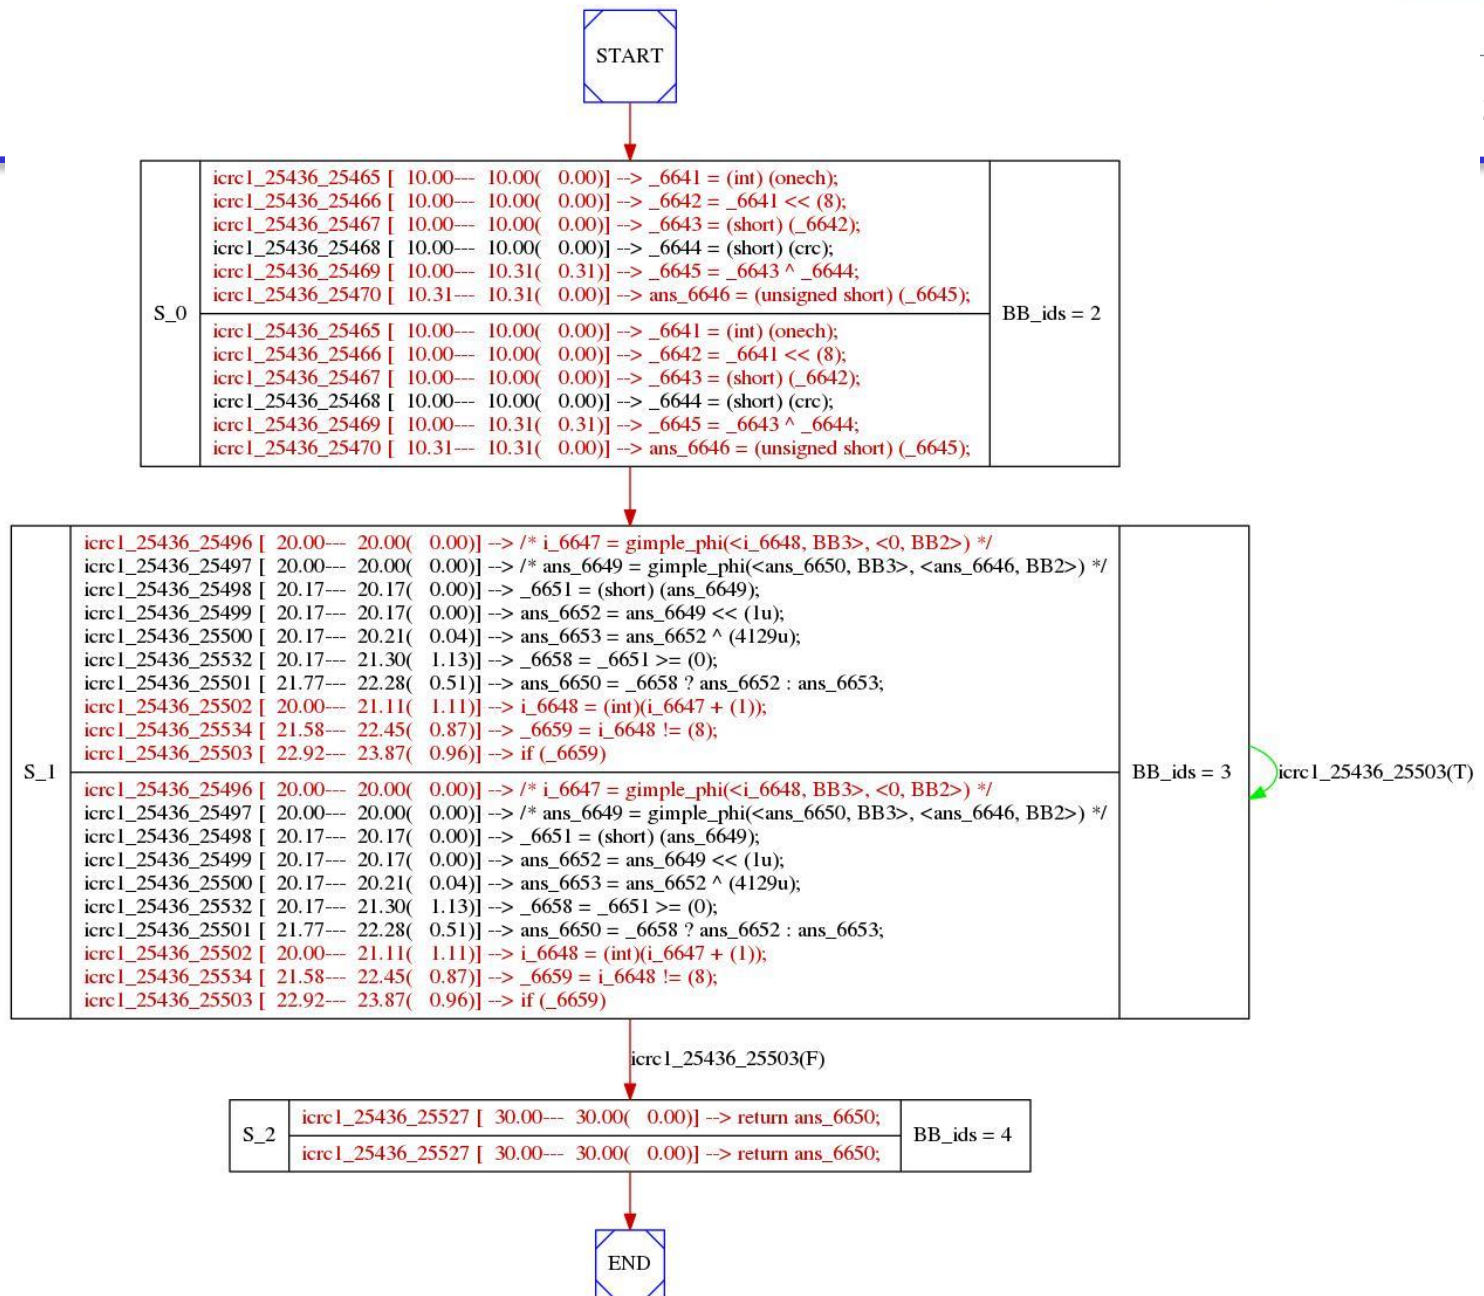 START
S_0
icrc1_25436_25465 [ 10.00--- 10.00( 0.00)] --> _6641 = (int) (onech);
icrc1_25436_25466 [ 10.00--- 10.00( 0.00)] --> _6642 = _6641 << (8);
icrc1_25436_25467 [ 10.00--- 10.00( 0.00)] --> _6643 = (short) (_6642);
icrc1_25436_25468 [ 10.00--- 10.00( 0.00)] --> _6644 = (short) (crc);
icrc1_25436_25469 [ 10.00--- 10.31( 0.31)] --> _6645 = _6643 ^ _6644;
icrc1_25436_25470 [ 10.31--- 10.31( 0.00)] --> ans_6646 = (unsigned short) (_6645);
icrc1_25436_25465 [ 10.00--- 10.00( 0.00)] --> _6641 = (int) (onech);
icrc1_25436_25466 [ 10.00--- 10.00( 0.00)] --> _6642 = _6641 << (8);
icrc1_25436_25467 [ 10.00--- 10.00( 0.00)] --> _6643 = (short) (_6642);
icrc1_25436_25468 [ 10.00--- 10.00( 0.00)] --> _6644 = (short) (crc);
icrc1_25436_25469 [ 10.00--- 10.31( 0.31)] --> _6645 = _6643 ^ _6644;
icrc1_25436_25470 [ 10.31--- 10.31( 0.00)] --> ans_6646 = (unsigned short) (_6645);
BB_ids = 2
S_1
icrc1_25436_25496 [ 20.00--- 20.00( 0.00)] --> /* i_6647 = gimple_phi(<i_6648, BB3>, <0, BB2>) */
icrc1_25436_25497 [ 20.00--- 20.00( 0.00)] --> /* ans_6649 = gimple_phi(<ans_6650, BB3>, <ans_6646, BB2>) */
icrc1_25436_25498 [ 20.17--- 20.17( 0.00)] --> _6651 = (short) (ans_6649);
icrc1_25436_25499 [ 20.17--- 20.17( 0.00)] --> ans_6652 = ans_6649 << (1u);
icrc1_25436_25500 [ 20.17--- 20.21( 0.04)] --> ans_6653 = ans_6652 ^ (4129u);
icrc1_25436_25532 [ 20.17--- 21.30( 1.13)] --> _6658 = _6651 >= (0);
icrc1_25436_25501 [ 21.77--- 22.28( 0.51)] --> ans_6650 = _6658 ? ans_6652 : ans_6653;
icrc1_25436_25502 [ 20.00--- 21.11( 1.11)] --> i_6648 = (int)(i_6647 + (1));
icrc1_25436_25534 [ 21.58--- 22.45( 0.87)] --> _6659 = i_6648 != (8);
icrc1_25436_25503 [ 22.92--- 23.87( 0.96)] --> if (_6659)
icrc1_25436_25496 [ 20.00--- 20.00( 0.00)] --> /* i_6647 = gimple_phi(<i_6648, BB3>, <0, BB2>) */
icrc1_25436_25497 [ 20.00--- 20.00( 0.00)] --> /* ans_6649 = gimple_phi(<ans_6650, BB3>, <ans_6646, BB2>) */
icrc1_25436_25498 [ 20.17--- 20.17( 0.00)] --> _6651 = (short) (ans_6649);
icrc1_25436_25499 [ 20.17--- 20.17( 0.00)] --> ans_6652 = ans_6649 << (1u);
icrc1_25436_25500 [ 20.17--- 20.21( 0.04)] --> ans_6653 = ans_6652 ^ (4129u);
icrc1_25436_25532 [ 20.17--- 21.30( 1.13)] --> _6658 = _6651 >= (0);
icrc1_25436_25501 [ 21.77--- 22.28( 0.51)] --> ans_6650 = _6658 ? ans_6652 : ans_6653;
icrc1_25436_25502 [ 20.00--- 21.11( 1.11)] --> i_6648 = (int)(i_6647 + (1));
icrc1_25436_25534 [ 21.58--- 22.45( 0.87)] --> _6659 = i_6648 != (8);
icrc1_25436_25503 [ 22.92--- 23.87( 0.96)] --> if (_6659)
BB_ids = 3
icrc1_25436_25503(T)
icrc1_25436_25503(F)
S_2
icrc1_25436_25527 [ 30.00--- 30.00( 0.00)] --> return ans_6650;
icrc1_25436_25527 [ 30.00--- 30.00( 0.00)] --> return ans_6650;
BB_ids = 4
END